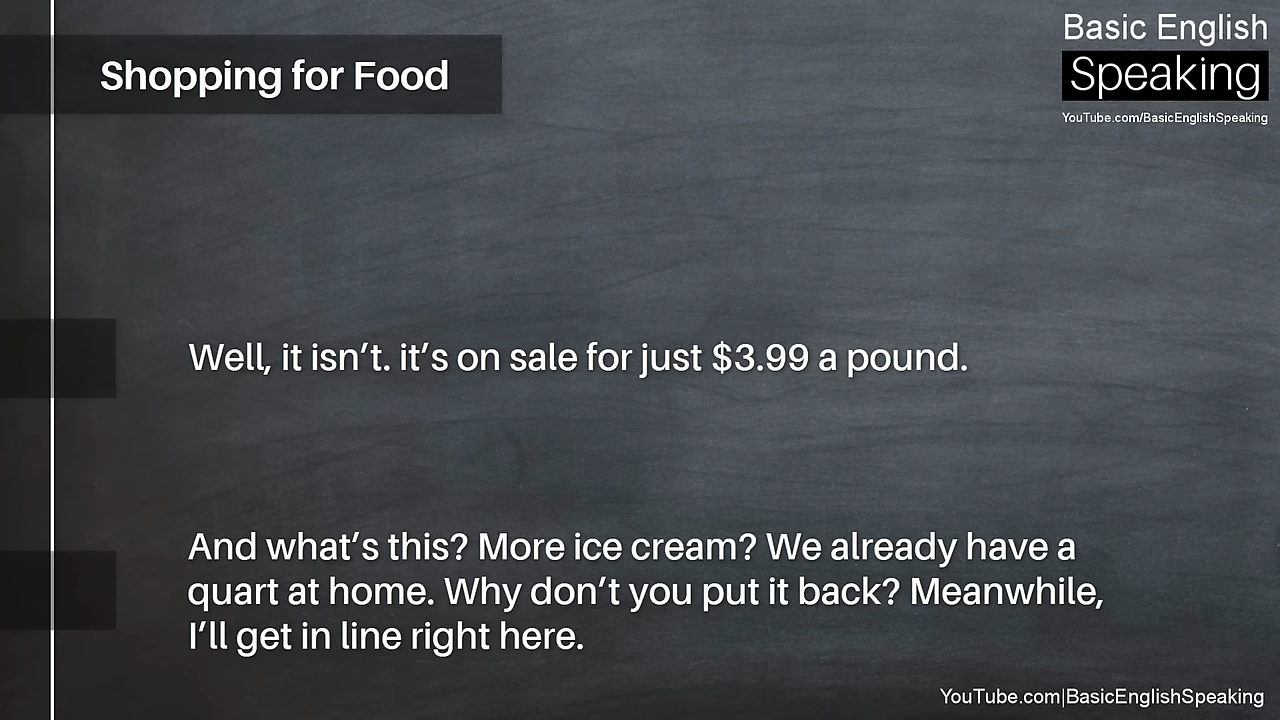 Basic English
Speaking
YouTube.com/BasicEnglishSpeaking
Shopping for Food
Well, it isn’t. it’s on sale for just $3.99 a pound.
And what’s this? More ice cream? We already have a
quart at home. Why don’t you put it back? Meanwhile,
I’ll get in line right here.
YouTube.com|BasicEnglishSpeaking